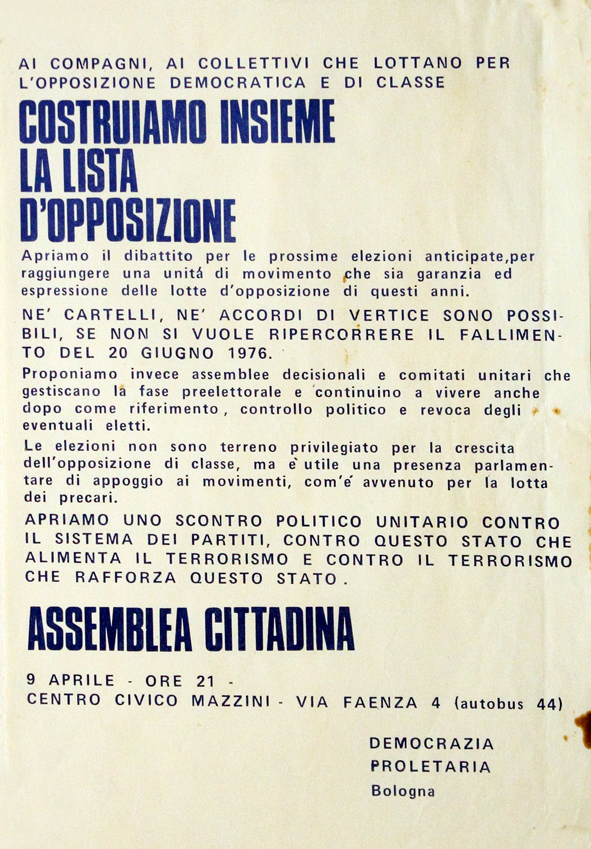 AI COMPAGNI, AI COLLETTIVI CHE LOTTANO PER
L'OPPOSIZIONE DEMOCRATICA E DI CLASSE
COSTRUIAMO INSIEME
LA LISTA
D'OPPOSIZIONE
Apriamo il dibattito per le prossime elezioni anticipate,per
raggiungere una unitá di movimento che sia garanzia ed
espressione delle lotte d'opposizione di questi anni.
NE' CARTELLI, NE' ACCORDI DI VERTICE SONO POSSI-
BILI, SE NON SI VUOLE RIPERCORRERE IL FALLIMEN-
TO DEL 20 GIUGNO 1976.
Proponiamo invece assemblee decisionali e comitati unitari che
gestiscano la fase preelettorale e continuino a vivere anche
dopo come riferimento, controllo politico e revoca degli
eventuali eletti.
Le elezioni non sono terreno privilegiato per la crescita
dell'opposizione di classe, ma è utile una presenza parlamen-
tare di appoggio ai movimenti, com'é avvenuto per la lotta
dei precari.
APRIAMO UNO SCONTRO POLITICO UNITARIO CONTRO
IL SISTEMA DEI PARTITI, CONTRO QUESTO STATO CHE
ALIMENTA IL TERRORISMO E CONTRO IL TERRORISMO
CHE RAFFORZA QUESTO STATO.
ASSEMBLEA CITTADINA
9 APRILE - ORE 21 -
CENTRO CIVICO MAZZINI - VIA FAENZA 4 (autobus 44)
DEMOCRAZIA
PROLETARIA
Bologna